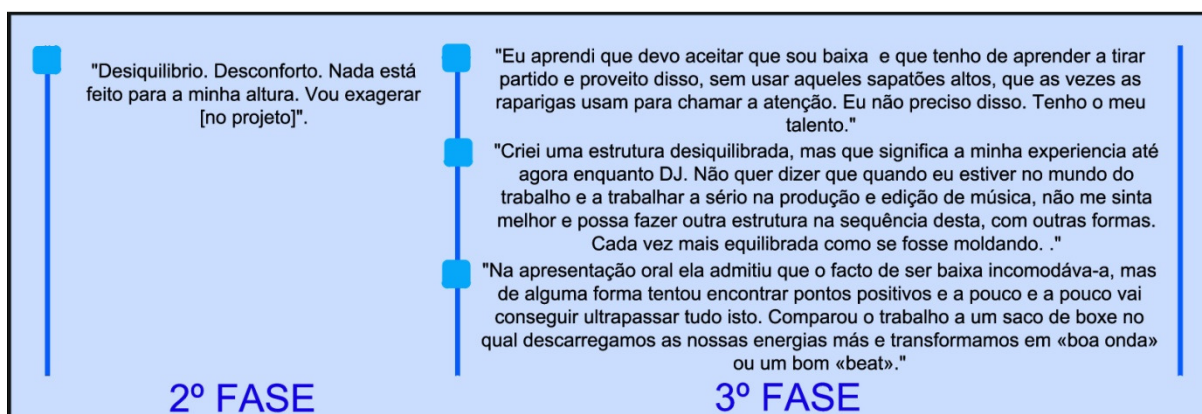 "Desiquilibrio. Desconforto. Nada está
feito para a minha altura. Vou exagerar
[no projeto]".
2º FASE
"Eu aprendi que devo aceitar que sou baixa e que tenho de aprender a tirar
partido e proveito disso, sem usar aqueles sapatões altos, que as vezes as
raparigas usam para chamar a atenção. Eu não preciso disso. Tenho o meu
talento."
"Criei uma estrutura desiquilibrada, mas que significa a minha experiencia até
agora enquanto DJ. Não quer dizer que quando eu estiver no mundo do
trabalho e a trabalhar a sério na produção e edição de música, não me sinta
melhor e possa fazer outra estrutura na sequência desta, com outras formas.
Cada vez mais equilibrada como se fosse moldando. ."
"Na apresentação oral ela admitiu que o facto de ser baixa incomodáva-a, mas
de alguma forma tentou encontrar pontos positivos e a pouco e a pouco vai
conseguir ultrapassar tudo isto. Comparou o trabalho a um saco de boxe no
qual descarregamos as nossas energias más e transformamos em «boa onda»
ou um bom «beat»."
3º FASE